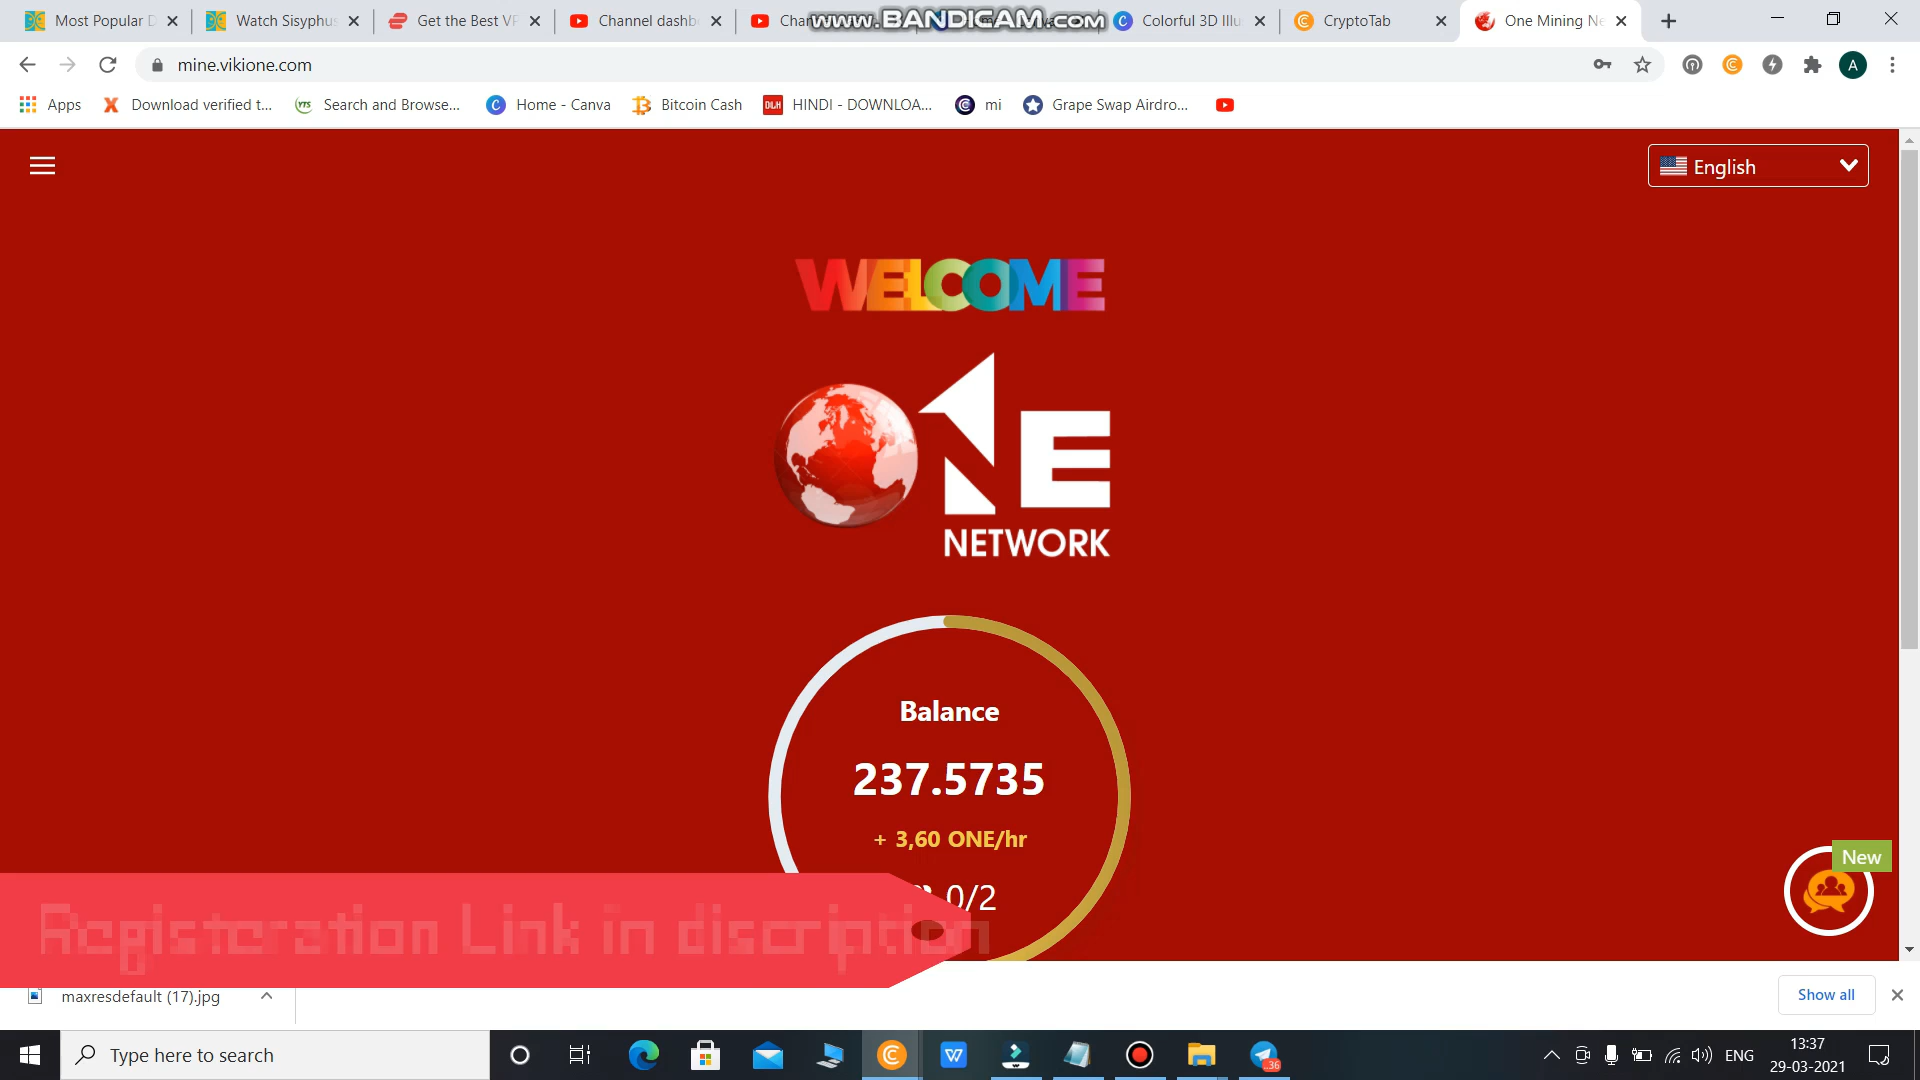 Most Popular D
Watch Sisyphus
Get the Best VP
Channel dashb
Chan
www.BANDICAM.com
Colorful 3D Illu
CryptoTab
One Mining Ne
mine.vikione.com
A
Apps
Download verified t...
Search and Browse...
Home - Canva
Bitcoin Cash
HINDI - DOWNLOA...
mi
Grape Swap Airdro...
English
WELCOME
ONE
NETWORK
Balance
237.5735
+ 3,60 ONE/hr
0/2
New
Registeration Link in discription
maxresdefault (17).jpg
Show all
Type here to search
ENG
13:37
29-03-2021